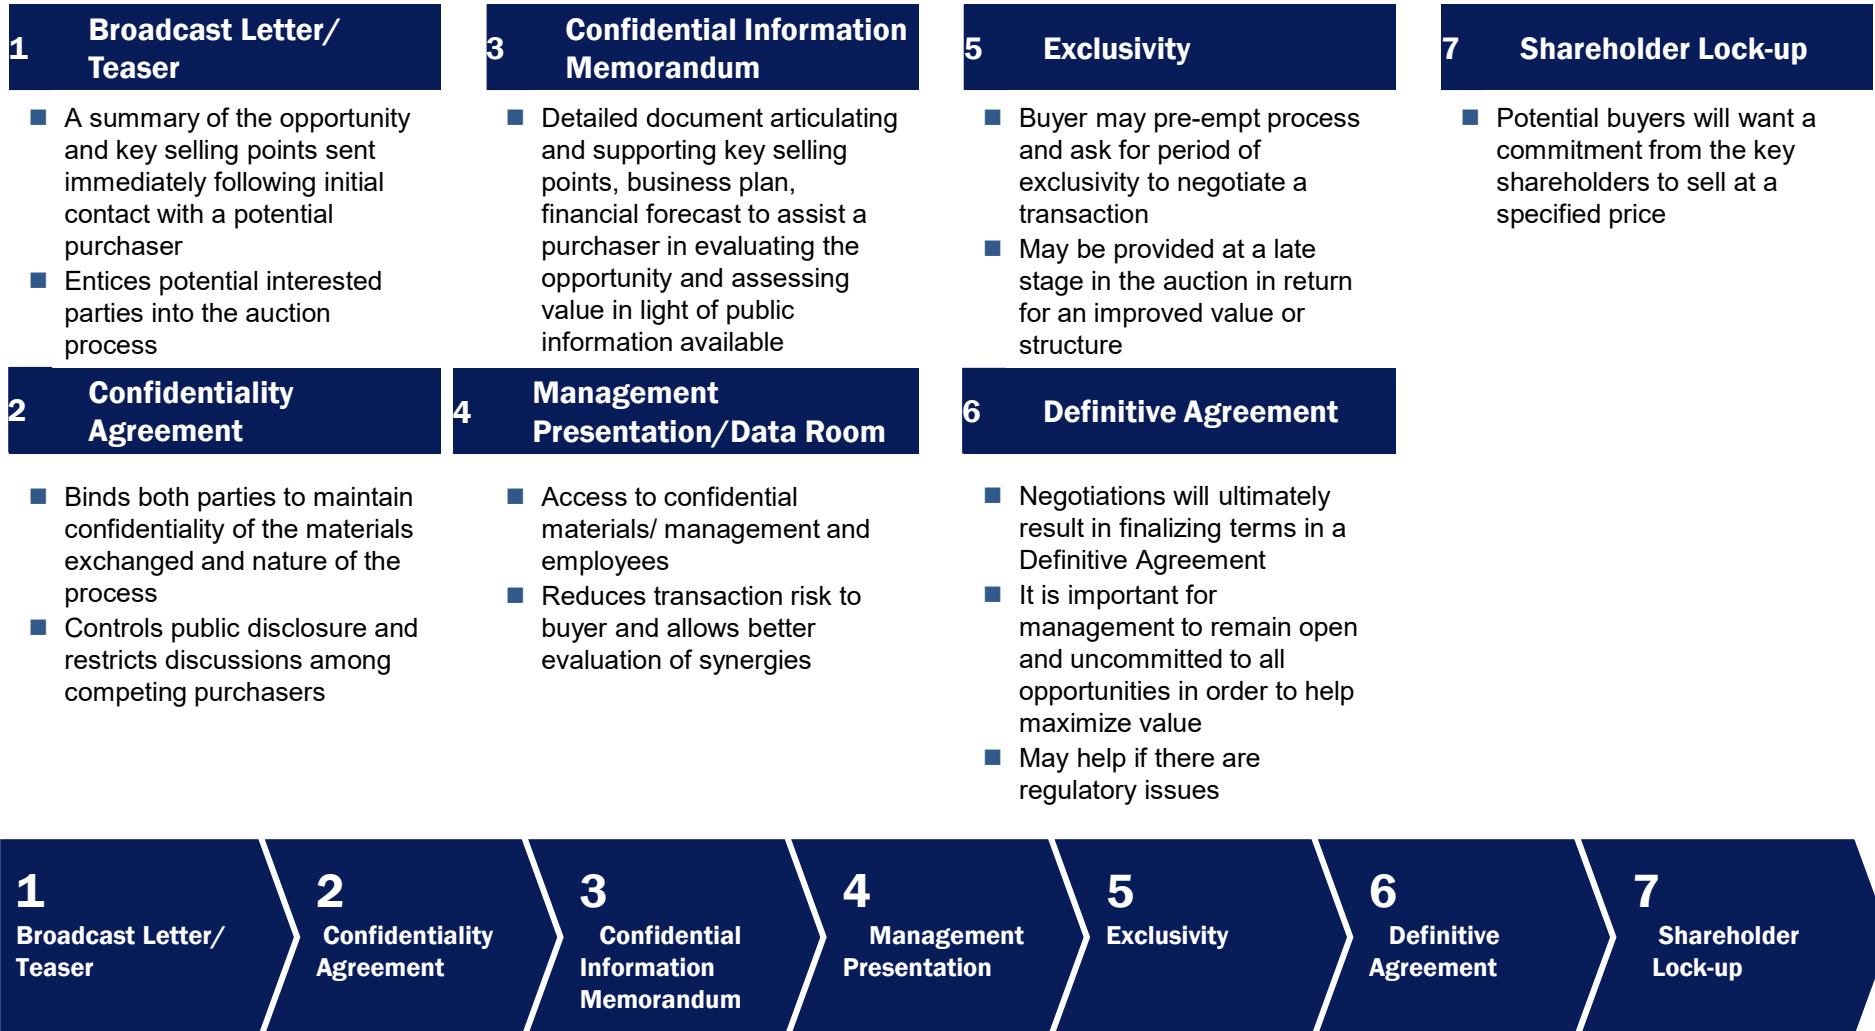 1
Broadcast Letter/
Teaser
A summary of the opportunity
and key selling points sent
immediately following initial
contact with a potential
purchaser
Entices potential interested
parties into the auction
process
2
Confidentiality
Agreement
Binds both parties to maintain
confidentiality of the materials
exchanged and nature of the
process
Controls public disclosure and
restricts discussions among
competing purchasers
3
Confidential Information
Memorandum
Detailed document articulating
and supporting key selling
points, business plan,
financial forecast to assist a
purchaser in evaluating the
opportunity and assessing
value in light of public
information available
4
Management
Presentation/Data Room
Access to confidential
materials/ management and
employees
Reduces transaction risk to
buyer and allows better
evaluation of synergies
5
Exclusivity
Buyer may pre-empt process
and ask for period of
exclusivity to negotiate a
transaction
May be provided at a late
stage in the auction in return
for an improved value or
structure
6
Definitive Agreement
Negotiations will ultimately
result in finalizing terms in a
Definitive Agreement
It is important for
management to remain open
and uncommitted to all
opportunities in order to help
maximize value
May help if there are
regulatory issues
7
Shareholder Lock-up
Potential buyers will want a
commitment from the key
shareholders to sell at a
specified price
1
Broadcast Letter/
Teaser
2
Confidentiality
Agreement
3
Confidential
Information
Memorandum
4
Management
Presentation
5
Exclusivity
6
Definitive
Agreement
7
Shareholder
Lock-up